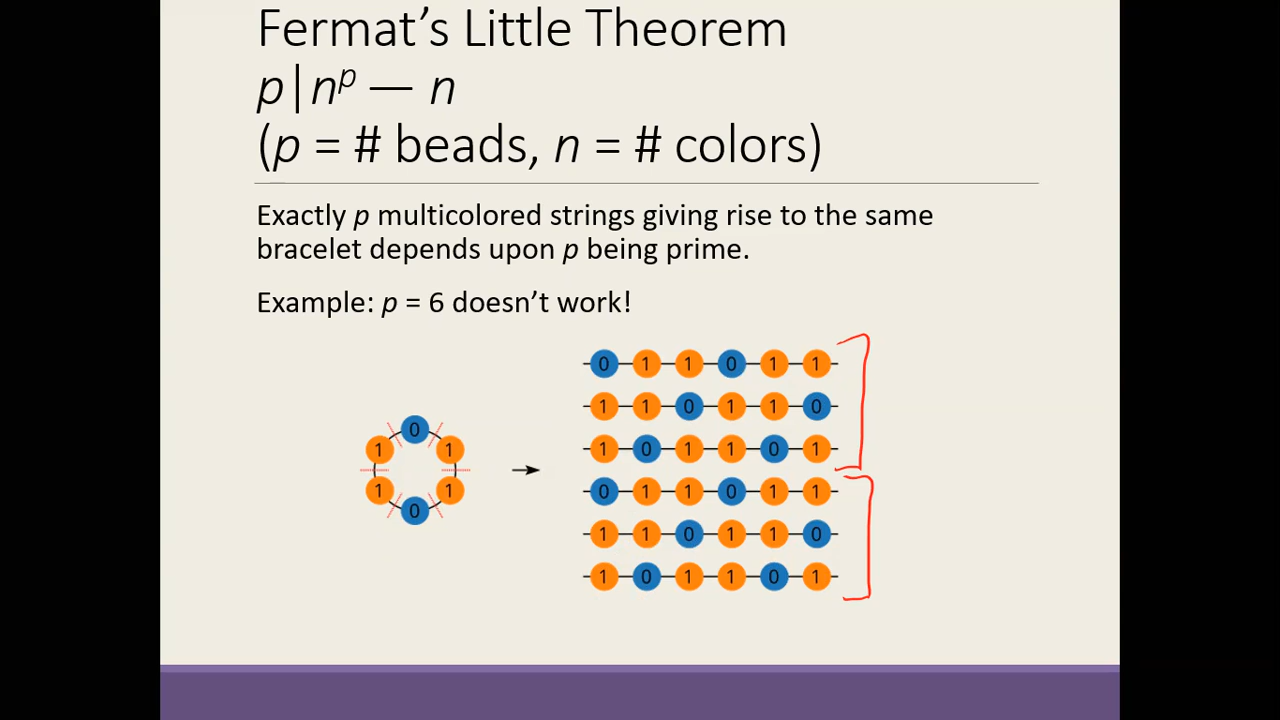 Fermat’s Little Theorem
p|nᵖ — n
(p = # beads, n = # colors)
Exactly p multicolored strings giving rise to the same
bracelet depends upon p being prime.
Example: p = 6 doesn’t work!
0 1 1 0 1 1
1 1 0 1 1 0
1 0 1 1 0 1
0 1 1 0 1 1
1 1 0 1 1 0
1 0 1 1 0 1
0
1 1
1 1
0